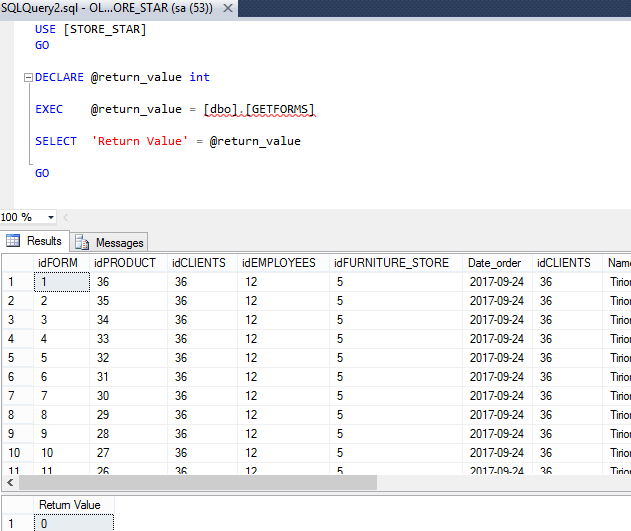 SQLQuery2.sql - OL...ORE_STAR (sa (53))
USE [STORE_STAR]
GO
DECLARE @return_value int
EXEC @return_value = [dbo].[GETFORMS]
SELECT 'Return Value' = @return_value
GO
100 %
Results Messages
idFORM idPRODUCT idCLIENTS idEMPLOYEES idFURNITURE_STORE Date_order idCLIENTS Name
1 1 36 36 12 5 2017-09-24 36 Tirion
2 2 35 36 12 5 2017-09-24 36 Tirion
3 3 34 36 12 5 2017-09-24 36 Tirion
4 4 33 36 12 5 2017-09-24 36 Tirion
5 5 32 36 12 5 2017-09-24 36 Tirion
6 6 31 36 12 5 2017-09-24 36 Tirion
7 7 30 36 12 5 2017-09-24 36 Tirion
8 8 29 36 12 5 2017-09-24 36 Tirion
9 9 28 36 12 5 2017-09-24 36 Tirion
10 10 27 36 12 5 2017-09-24 36 Tirion
11 11 26 36 12 5 2017-09-24 36 Tirion
Return Value
1 0